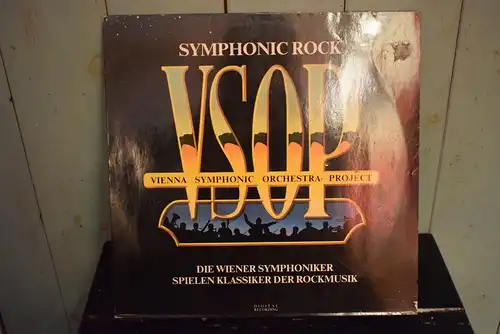 SYMPHONIC ROCK
VSOP
VIENNA SYMPHONIC ORCHESTRA PROJECT
DIE WIENER SYMPHONIKER
SPIELEN KLASSIKER DER ROCKMUSIK
DIGITAL
RECORDING